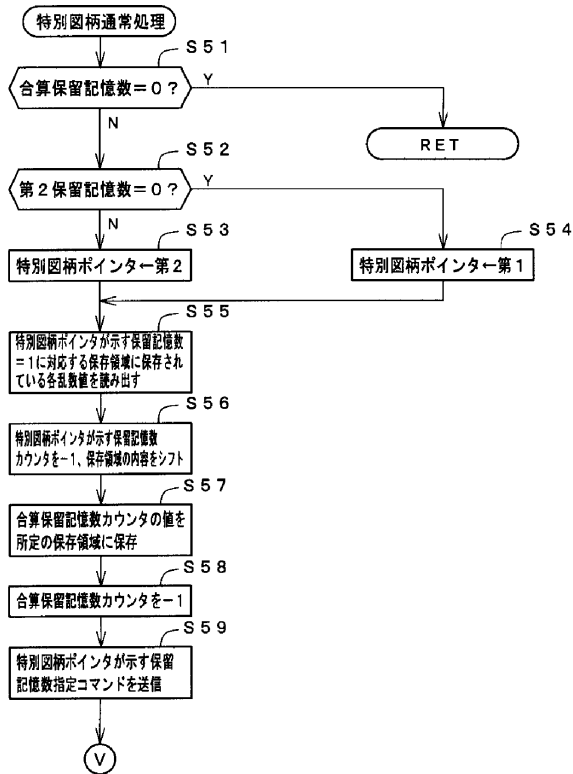 特別図柄通常処理
S51
合算保留記憶数=0?
Y
N
RET
S52
第2保留記憶数=0?
Y
N
S53
特別図柄ポインタ←第2
S54
特別図柄ポインタ←第1
S55
特別図柄ポインタが示す保留記憶数
=1に対応する保存領域に保存され
ている各乱数値を読み出す
S56
特別図柄ポインタが示す保留記憶数
カウンタを-1、保存領域の内容をシフト
S57
合算保留記憶数カウンタの値を
所定の保存領域に保存
S58
合算保留記憶数カウンタを-1
S59
特別図柄ポインタが示す保留
記憶数指定コマンドを送信
V